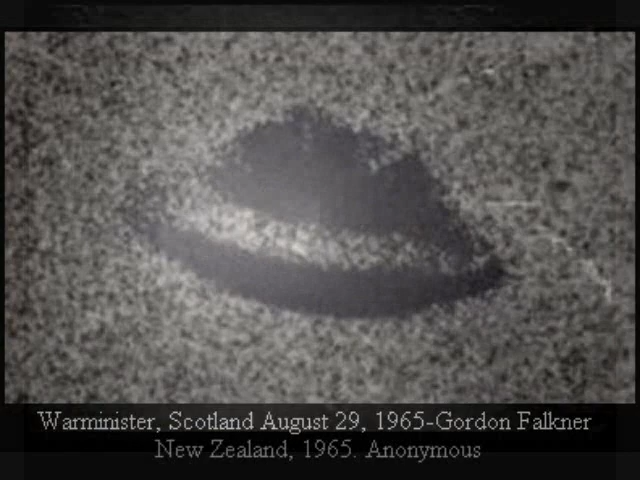 Warminister, Scotland August 29, 1965-Gordon Falkner
New Zealand, 1965. Anonymous